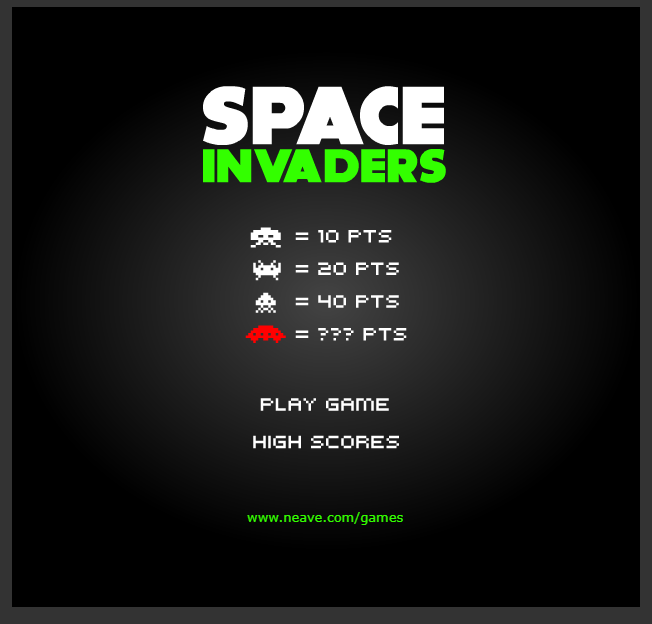 SPACE
INVADERS
= 10 PTS
= 20 PTS
= 40 PTS
= ??? PTS
PLAY GAME
HIGH SCORES
www.neave.com/games